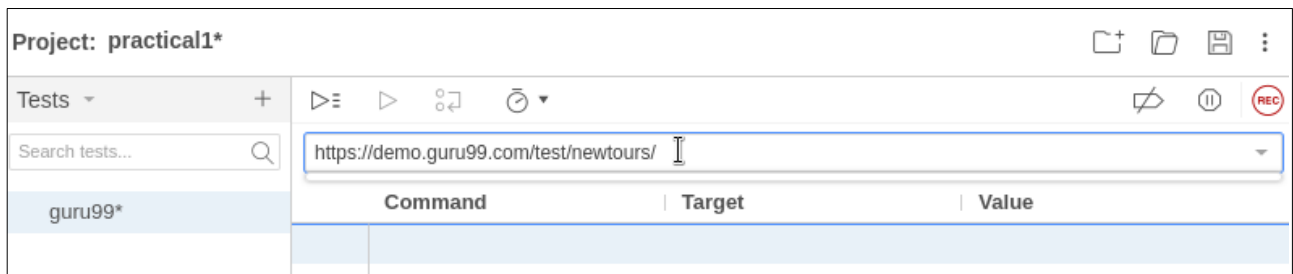 Project: practical1*
Tests
REC
Search tests...
https://demo.guru99.com/test/newtours/
guru99*
Command Target Value